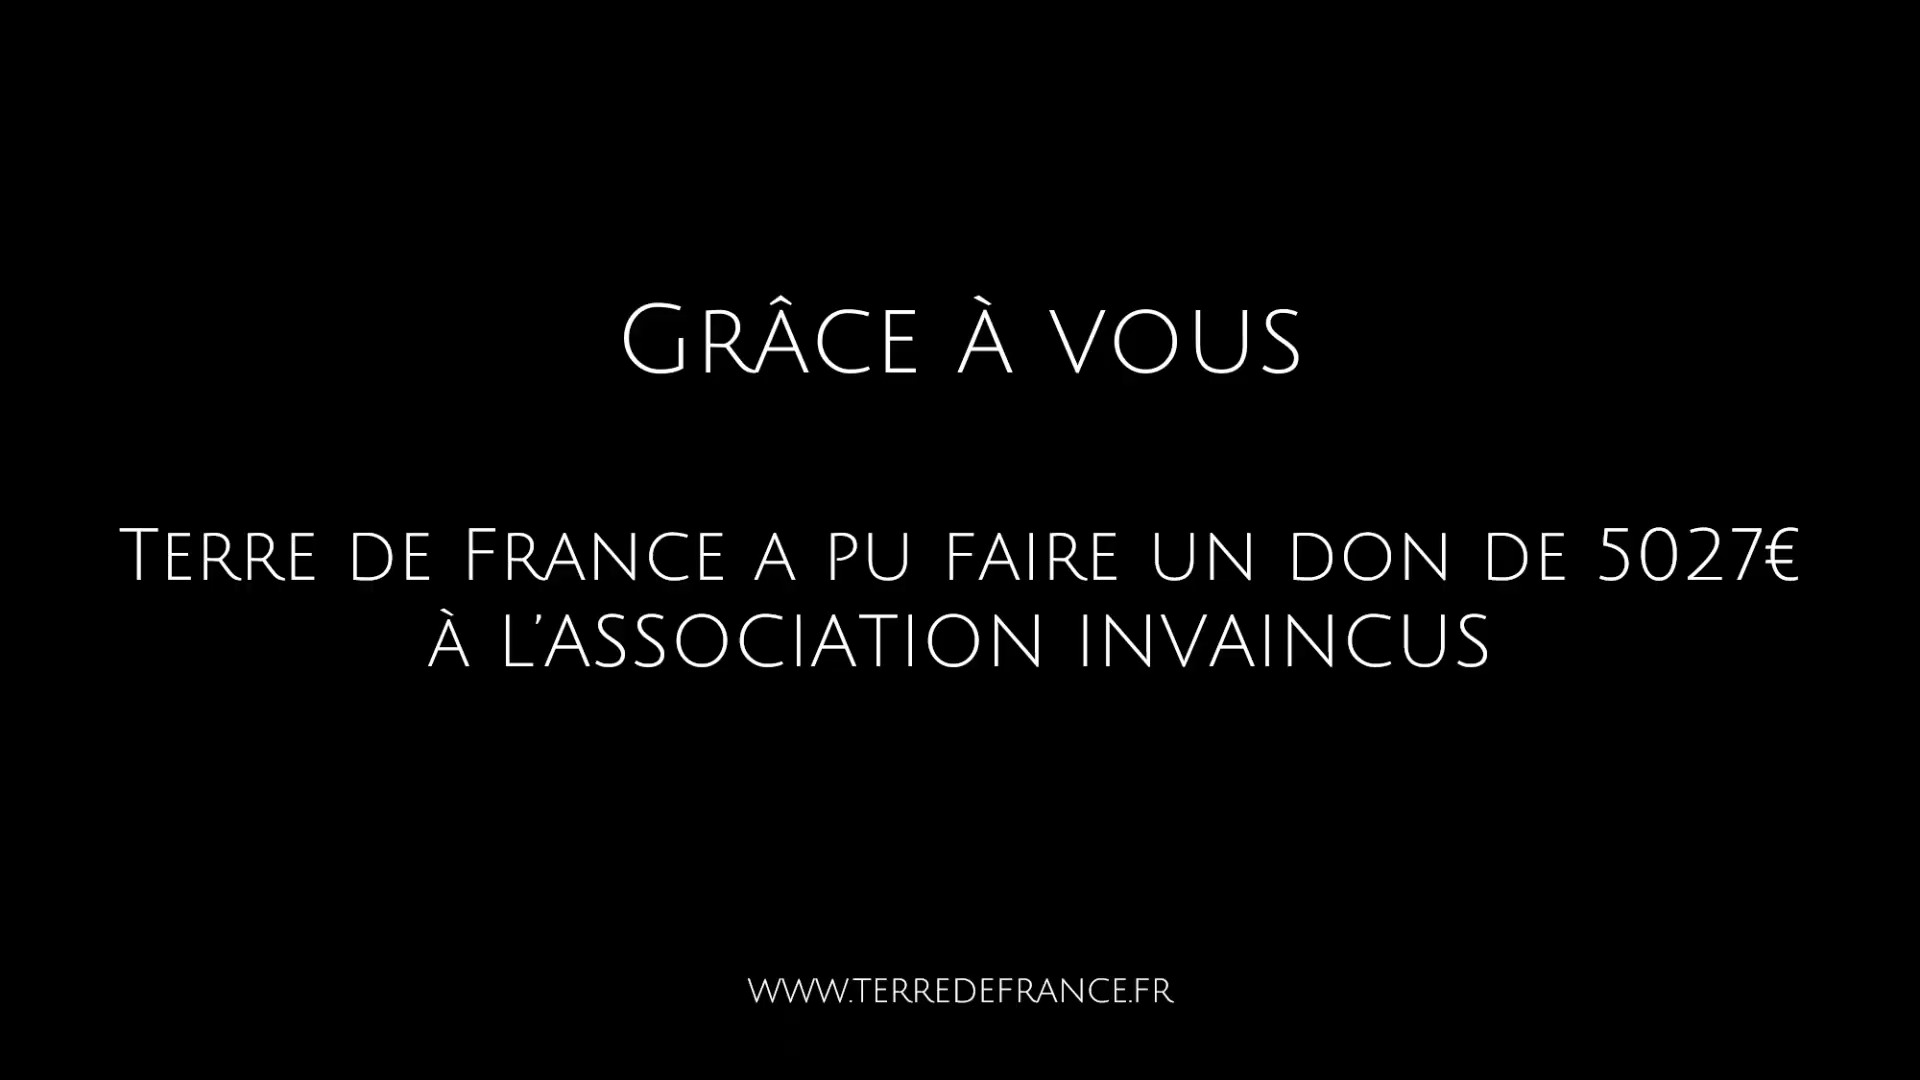 Grâce à vous
Terre de France a pu faire un don de 5027€
à l’association INVAINCUS
www.terredefrance.fr